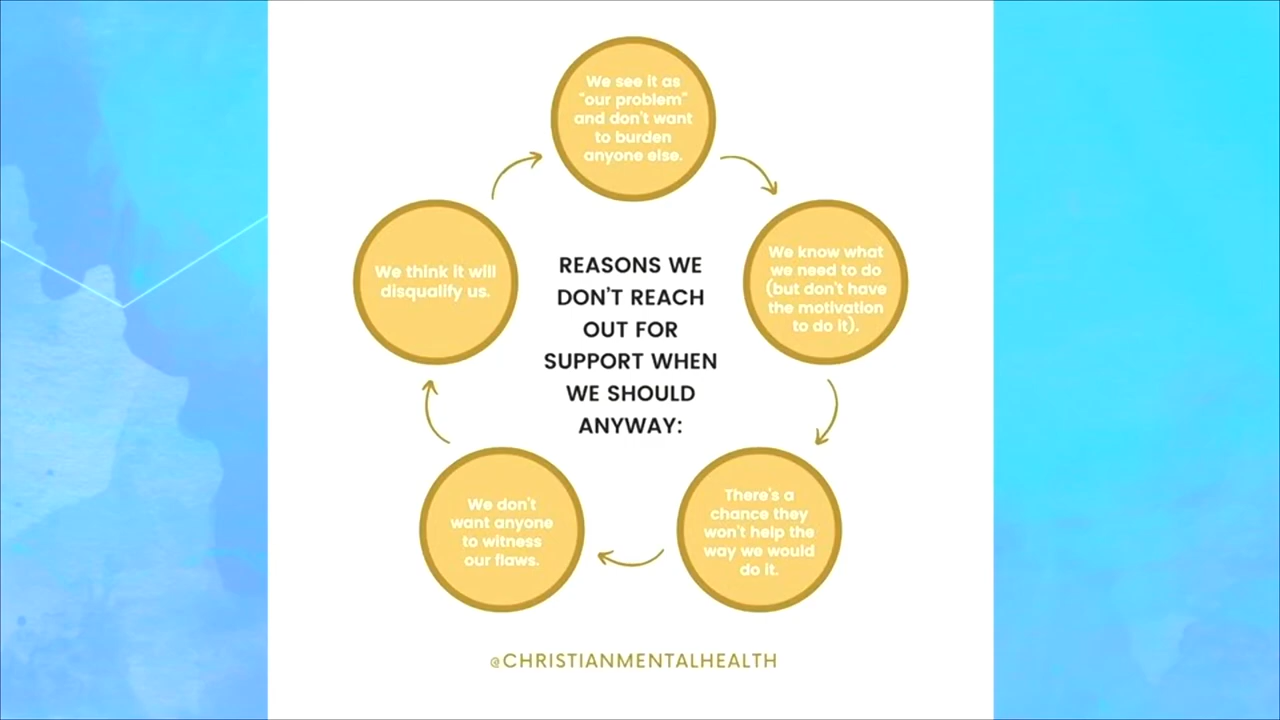 We see it as
"our problem"
and don't want
to burden
anyone else.
We know what
we need to do
(but don't have
the motivation
to do it).
There's a
chance they
won't help the
way we would
do it.
We don't
want anyone
to witness
our flaws.
We think it will
disqualify us.
REASONS WE
DON'T REACH
OUT FOR
SUPPORT WHEN
WE SHOULD
ANYWAY:
@CHRISTIANMENTALHEALTH